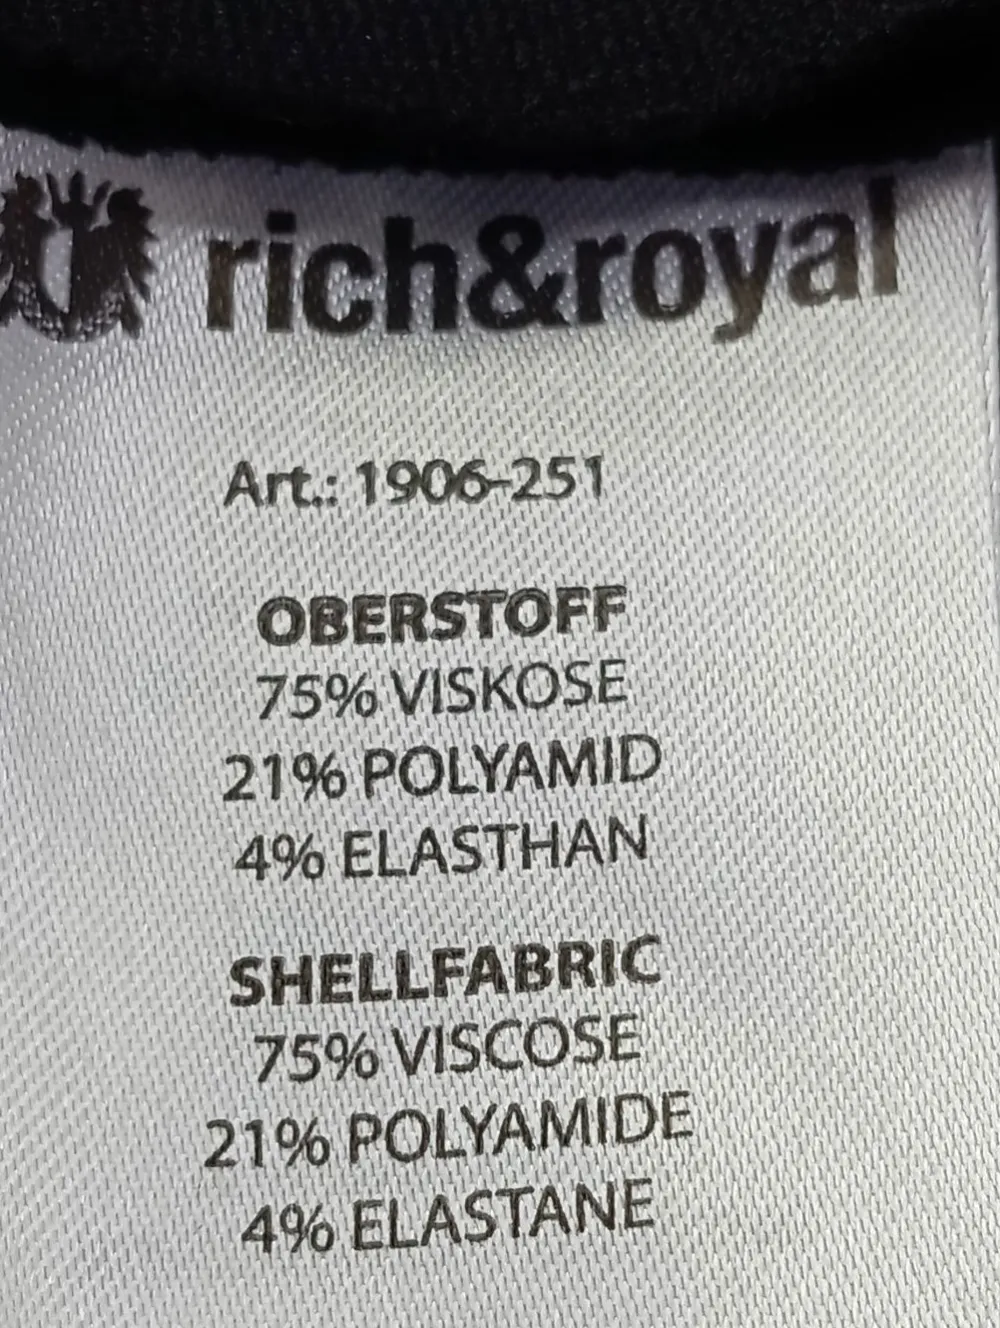 rich&royal
Art.: 1906-251
OBERSTOFF
75% VISKOSE
21% POLYAMID
4% ELASTHAN
SHELLFABRIC
75% VISCOSE
21% POLYAMIDE
4% ELASTANE